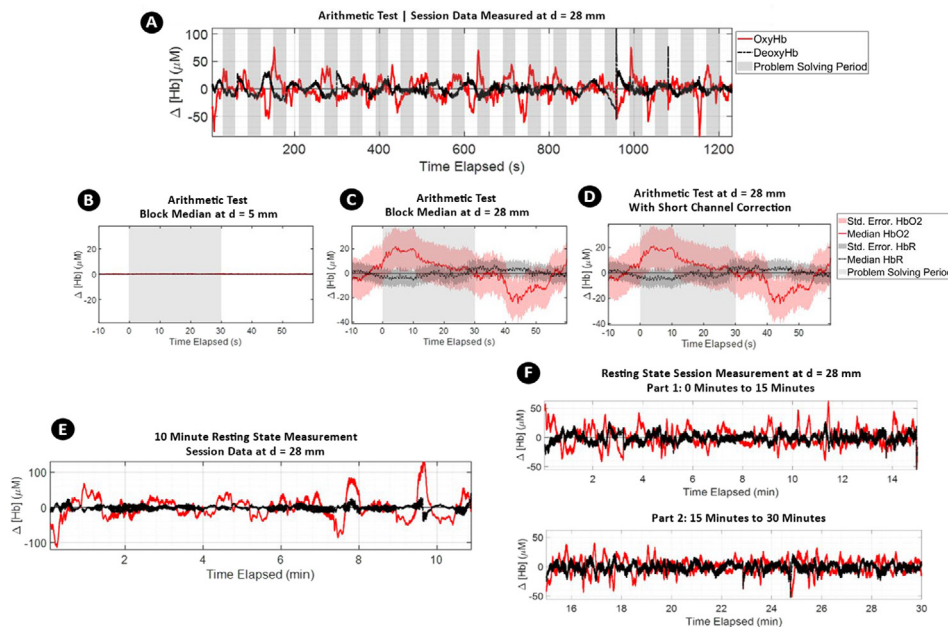 A
Arithmetic Test | Session Data Measured at d = 28 mm
Δ [Hb] (μM)
100
50
0
-50
200
400
600
800
1000
1200
Time Elapsed (s)
OxyHb
DeoxyHb
Problem Solving Period
B
Arithmetic Test
Block Median at d = 5 mm
Δ [Hb] (μM)
20
0
-20
-10
0
10
20
30
40
50
Time Elapsed (s)
C
Arithmetic Test
Block Median at d = 28 mm
Δ [Hb] (μM)
20
0
-20
-40
-10
0
10
20
30
40
50
Time Elapsed (s)
D
Arithmetic Test at d = 28 mm
With Short Channel Correction
Δ [Hb] (μM)
20
0
-20
-40
-10
0
10
20
30
40
50
Time Elapsed (s)
Std. Error. HbO2
Median HbO2
Std. Error. HbR
Median HbR
Problem Solving Period
E
10 Minute Resting State Measurement
Session Data at d = 28 mm
Δ [Hb] (μM)
100
0
-100
2
4
6
8
10
Time Elapsed (min)
F
Resting State Session Measurement at d = 28 mm
Part 1: 0 Minutes to 15 Minutes
Δ [Hb] (μM)
50
0
-50
2
4
6
8
10
12
14
Time Elapsed (min)
Part 2: 15 Minutes to 30 Minutes
Δ [Hb] (μM)
50
0
-50
16
18
20
22
24
26
28
30
Time Elapsed (min)